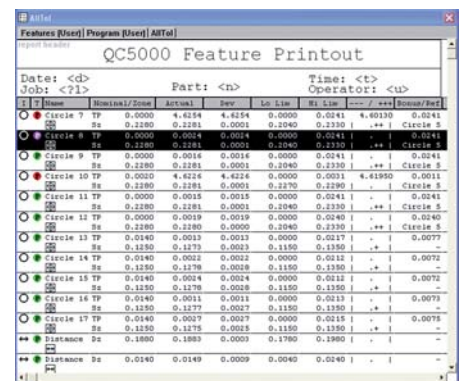 AllTol
Features [User] Program [User] AllTol
report header
QC5000 Feature Printout
Date: <d> Time: <t>
Job: <?1> Part: <n> Operator: <u>
I T Name Nominal/Zone Actual Dev Lo Lim Hi Lim --- / +++ Bonus/Ref
Circle 7 TP 0.0000 4.6254 4.6254 0.0000 0.0241 4.60130 0.0241
Sz 0.2280 0.2281 0.0001 0.2040 0.2330 | .++ | Circle 5
Circle 8 TP 0.0000 0.0024 0.0024 0.0000 0.0241 | . | 0.0241
Sz 0.2280 0.2281 0.0001 0.2040 0.2330 | .++ | Circle 5
Circle 9 TP 0.0000 0.0016 0.0016 0.0000 0.0241 | . | 0.0241
Sz 0.2280 0.2281 0.0001 0.2040 0.2330 | .++ | Circle 5
Circle 10 TP 0.0020 4.6226 4.6226 0.0000 0.0031 4.61950 0.0011
Sz 0.2280 0.2281 0.0001 0.2270 0.2290 | . | Circle 5
Circle 11 TP 0.0000 0.0015 0.0015 0.0000 0.0241 | . | 0.0241
Sz 0.2280 0.2281 0.0001 0.2040 0.2330 | .++ | Circle 5
Circle 12 TP 0.0000 0.0019 0.0019 0.0000 0.0240 | . | 0.0240
Sz 0.2280 0.2280 0.0000 0.2040 0.2330 | .++ | Circle 5
Circle 13 TP 0.0140 0.0013 0.0013 0.0000 0.0217 | . | 0.0077
Sz 0.1250 0.1273 0.0023 0.1150 0.1350 | .+ | -
Circle 14 TP 0.0140 0.0022 0.0022 0.0000 0.0212 | . | 0.0072
Sz 0.1250 0.1278 0.0028 0.1150 0.1350 | .+ | -
Circle 15 TP 0.0140 0.0024 0.0024 0.0000 0.0212 | . | 0.0072
Sz 0.1250 0.1278 0.0028 0.1150 0.1350 | .+ | -
Circle 16 TP 0.0140 0.0011 0.0011 0.0000 0.0213 | . | 0.0073
Sz 0.1250 0.1277 0.0027 0.1150 0.1350 | .+ | -
Circle 17 TP 0.0140 0.0027 0.0027 0.0000 0.0215 | . | 0.0075
Sz 0.1250 0.1275 0.0025 0.1150 0.1350 | .+ | -
Distance Dz 0.1880 0.1883 0.0003 0.1780 0.1980 | . | -
Distance Dz 0.0140 0.0149 0.0009 0.0040 0.0240 | . | -